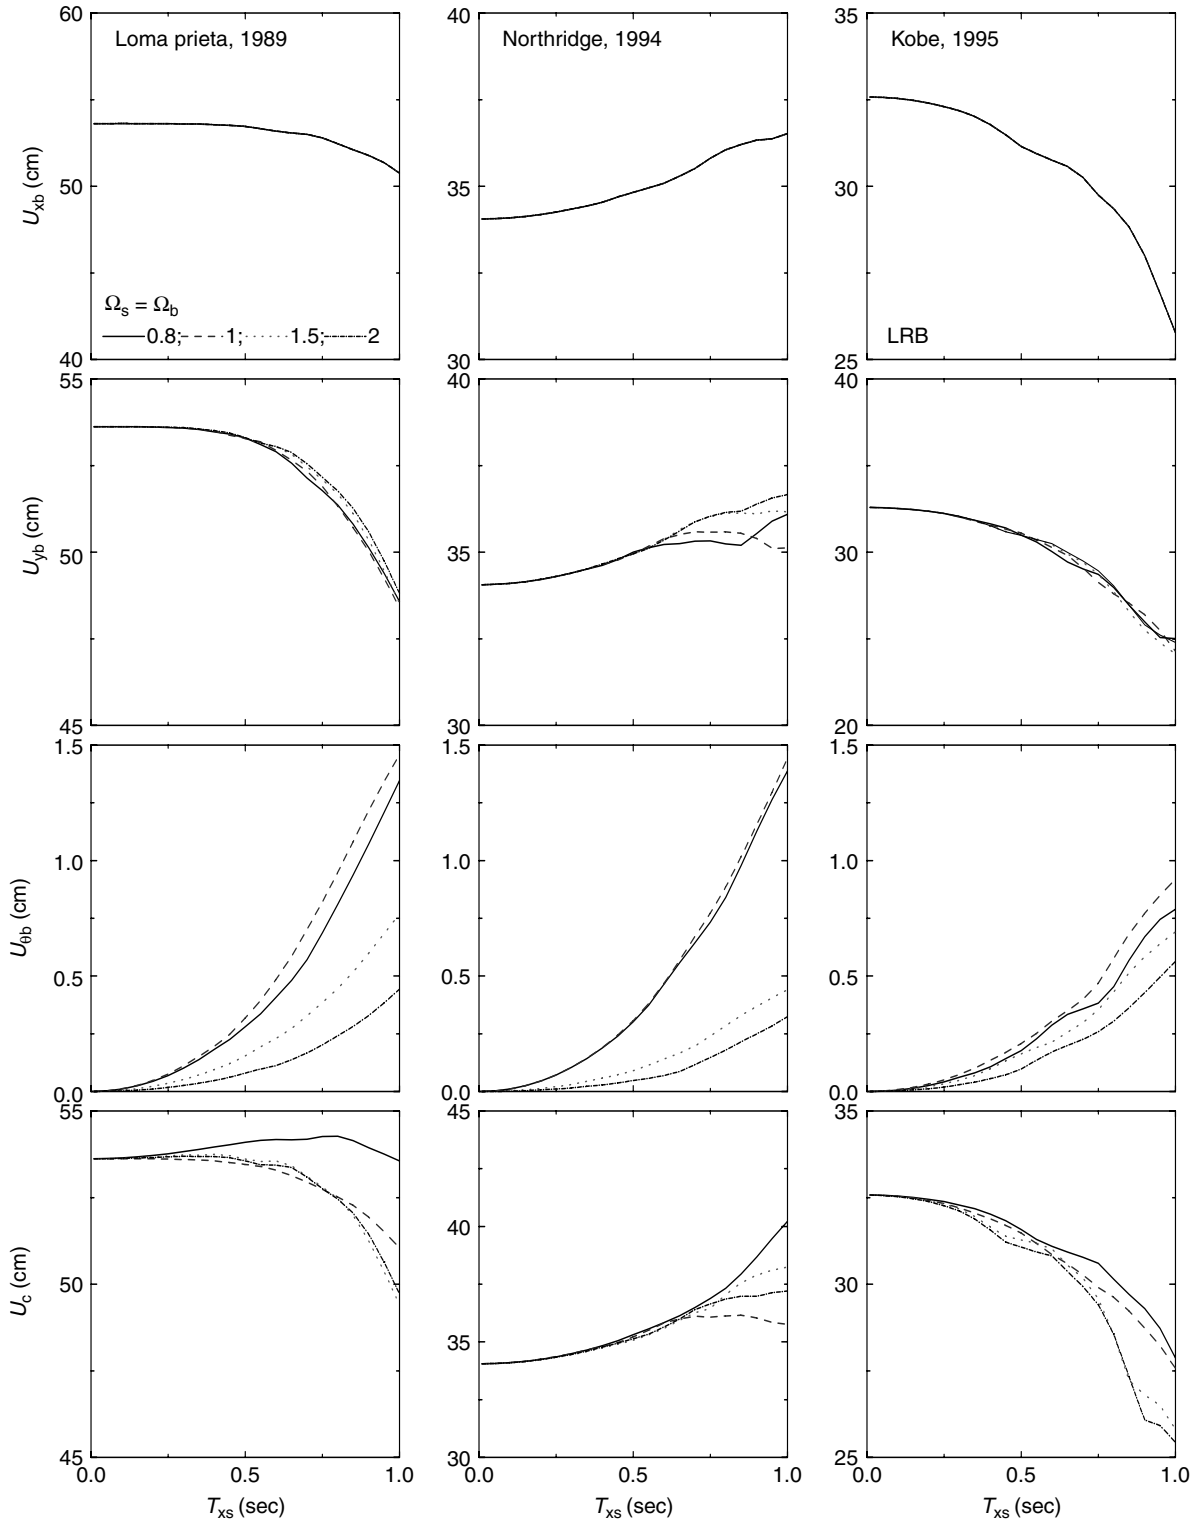 60
Loma prieta, 1989
50
U_xb (cm)
Ω_s = Ω_b
0.8; 1; 1.5; 2
40
40
Northridge, 1994
35
30
35
Kobe, 1995
30
LRB
25
55
50
U_yb (cm)
45
40
35
30
40
30
20
1.5
1.0
U_θb (cm)
0.5
0.0
1.5
1.0
0.5
0.0
1.5
1.0
0.5
0.0
55
50
U_c (cm)
45
45
40
35
30
35
30
25
0.0 0.5 1.0
0.0 0.5 1.0
0.0 0.5 1.0
T_xs (sec)
T_xs (sec)
T_xs (sec)